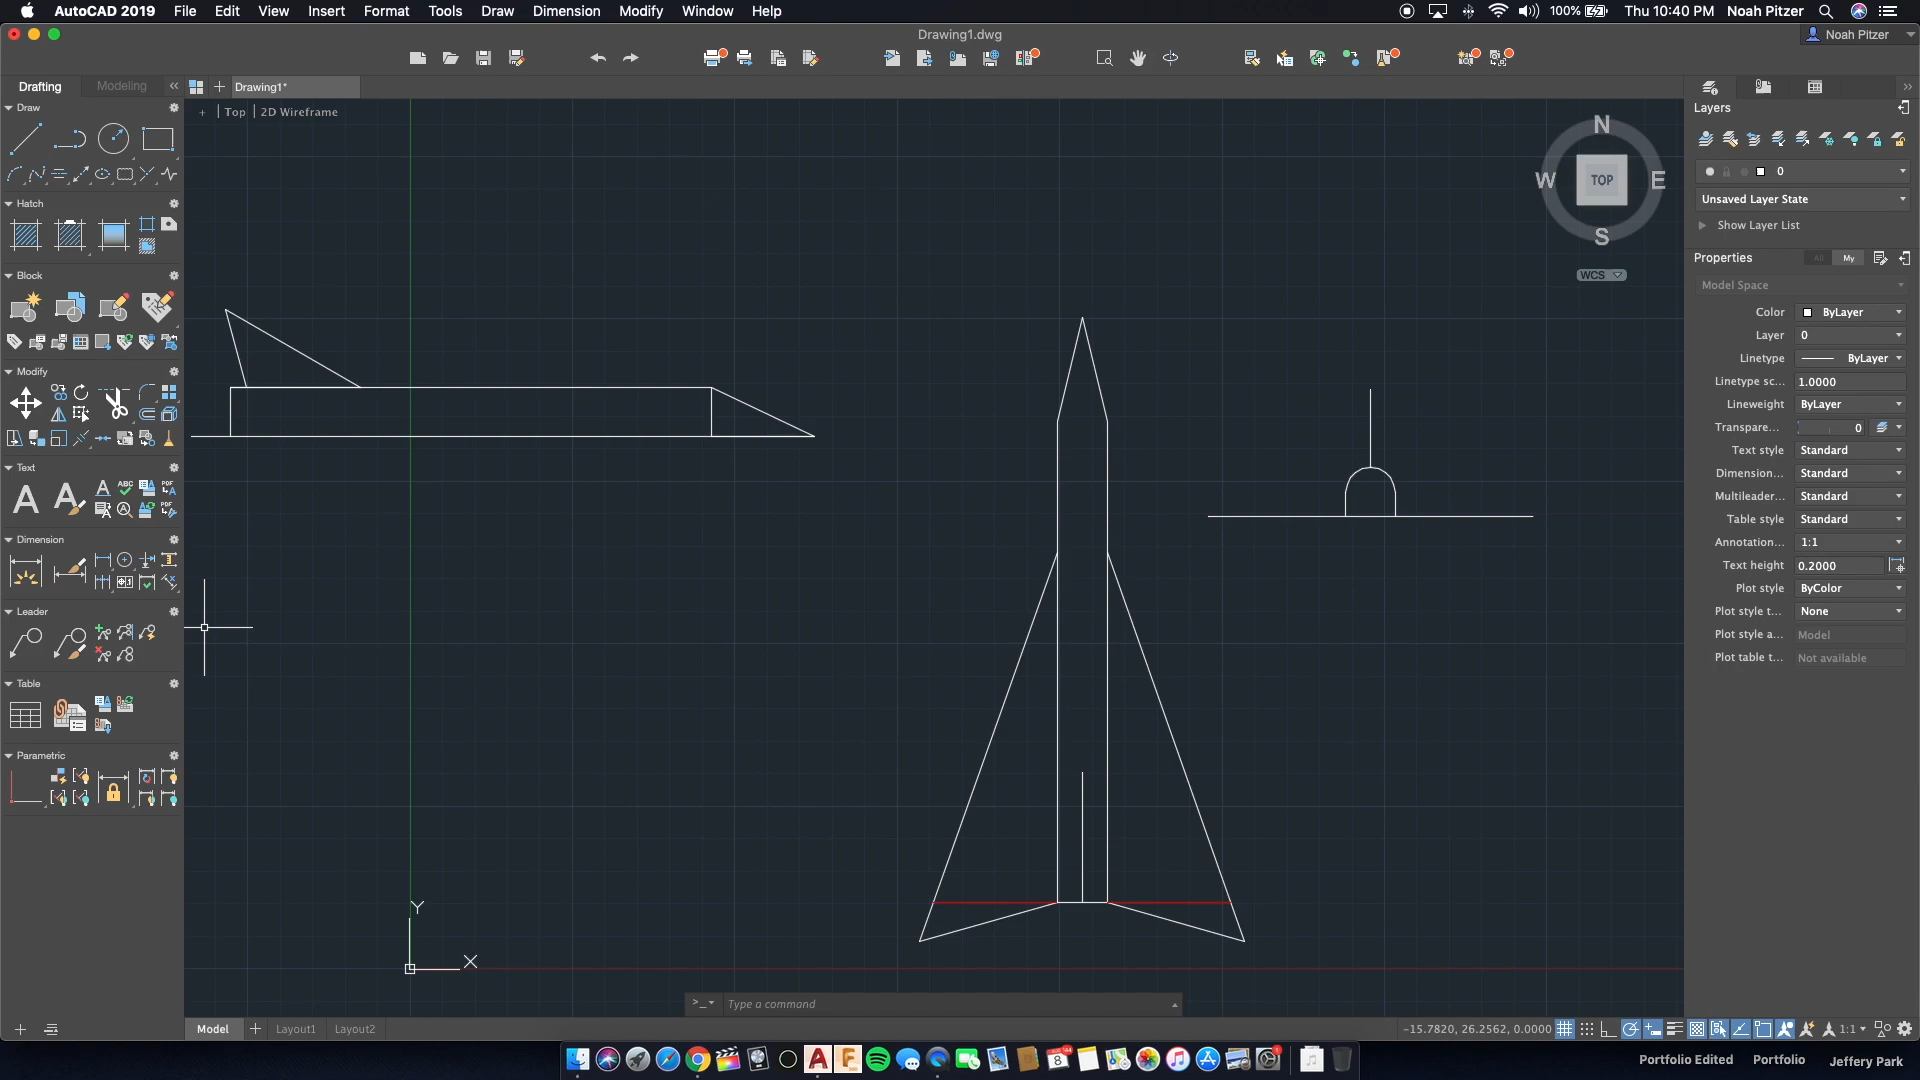 AutoCAD 2019 File Edit View Insert Format Tools Draw Dimension Modify Window Help 100% Thu 10:40 PM Noah Pitzer
Drawing1.dwg
Noah Pitzer
Drafting Modeling
Drawing1*
+ | Top | 2D Wireframe
Draw
Hatch
Block
Modify
Text
A
ABC
PDF
A
PDF
Dimension
Leader
Table
Parametric
N
W TOP E
S
WCS
Y
X
Layers
0
Unsaved Layer State
Show Layer List
Properties All My
Model Space
Color ByLayer
Layer 0
Linetype ByLayer
Linetype sc... 1.0000
Lineweight ByLayer
Transpare... 0
Text style Standard
Dimension... Standard
Multileader... Standard
Table style Standard
Annotation... 1:1
Text height 0.2000
Plot style ByColor
Plot style t... None
Plot style a... Model
Plot table t... Not available
>_ Type a command
Model Layout1 Layout2
-15.7820, 26.2562, 0.0000 1:1
Portfolio Edited Portfolio Jeffery Park